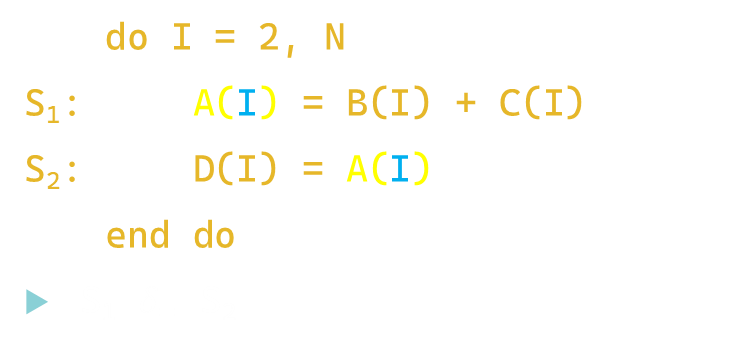 do I = 2, N
S₁: A(I) = B(I) + C(I)
S₂: D(I) = A(I)
end do